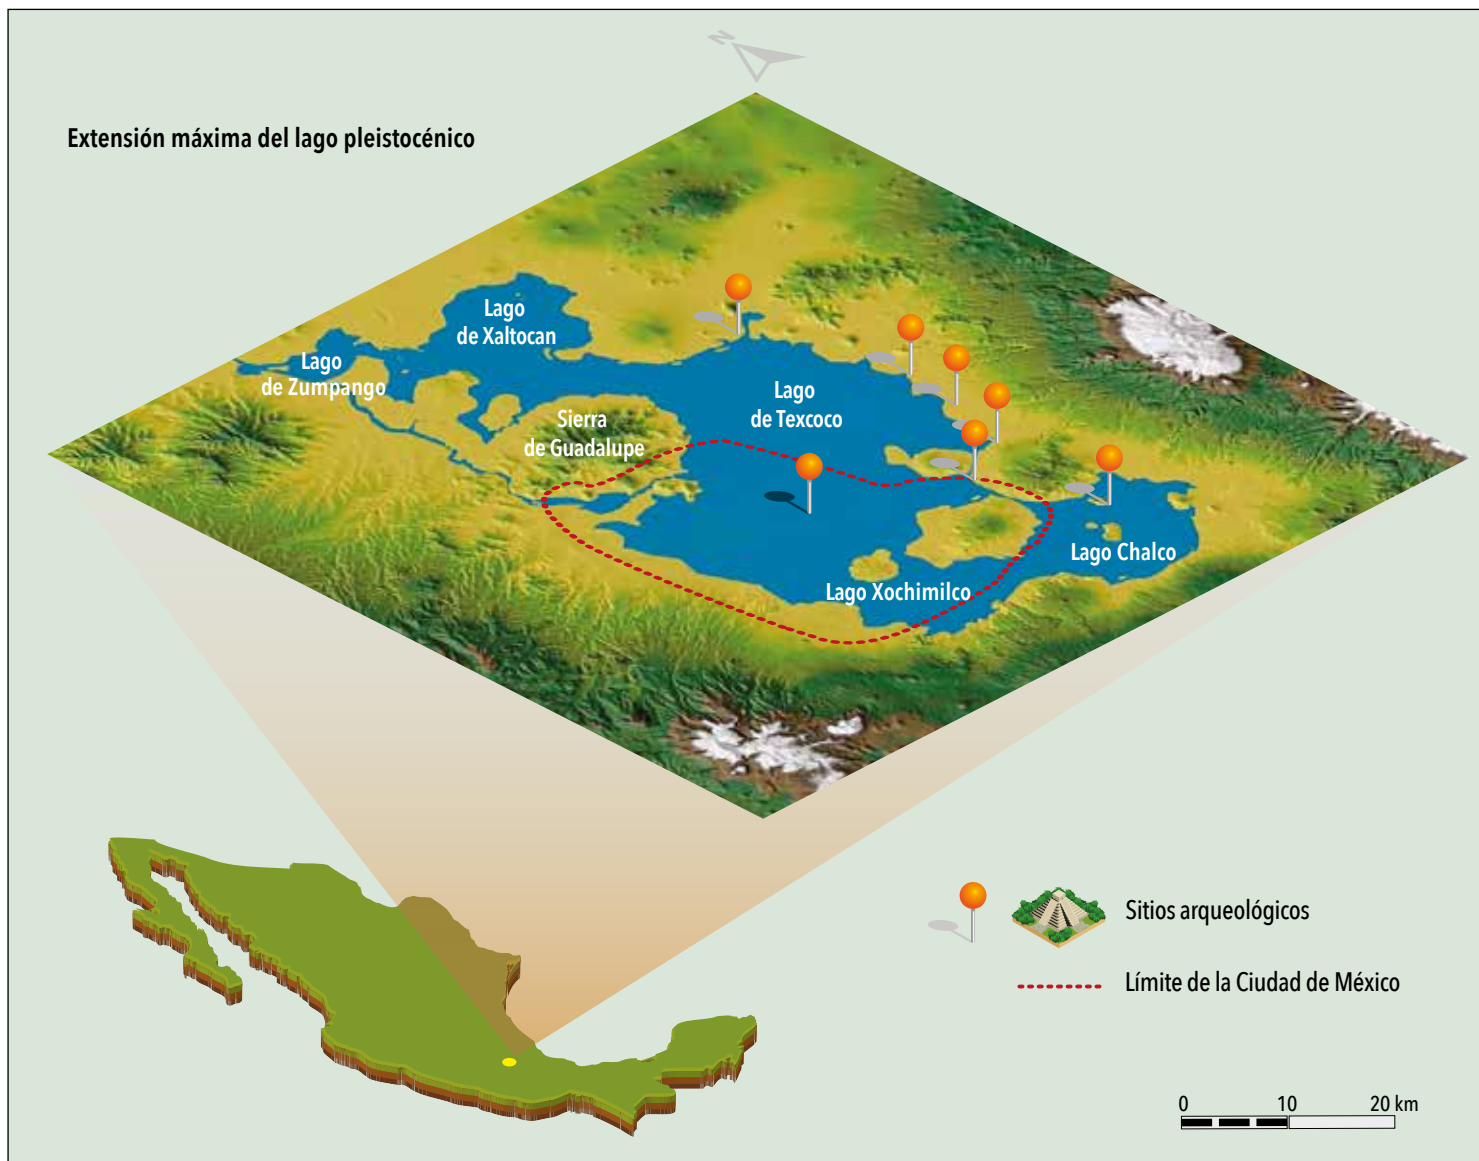 N
Extensión máxima del lago pleistocénico
Lago
de Xaltocan
Lago
de Zumpango
Sierra
de Guadalupe
Lago
de Texcoco
Lago Chalco
Lago Xochimilco
Sitios arqueológicos
Límite de la Ciudad de México
0 10 20 km